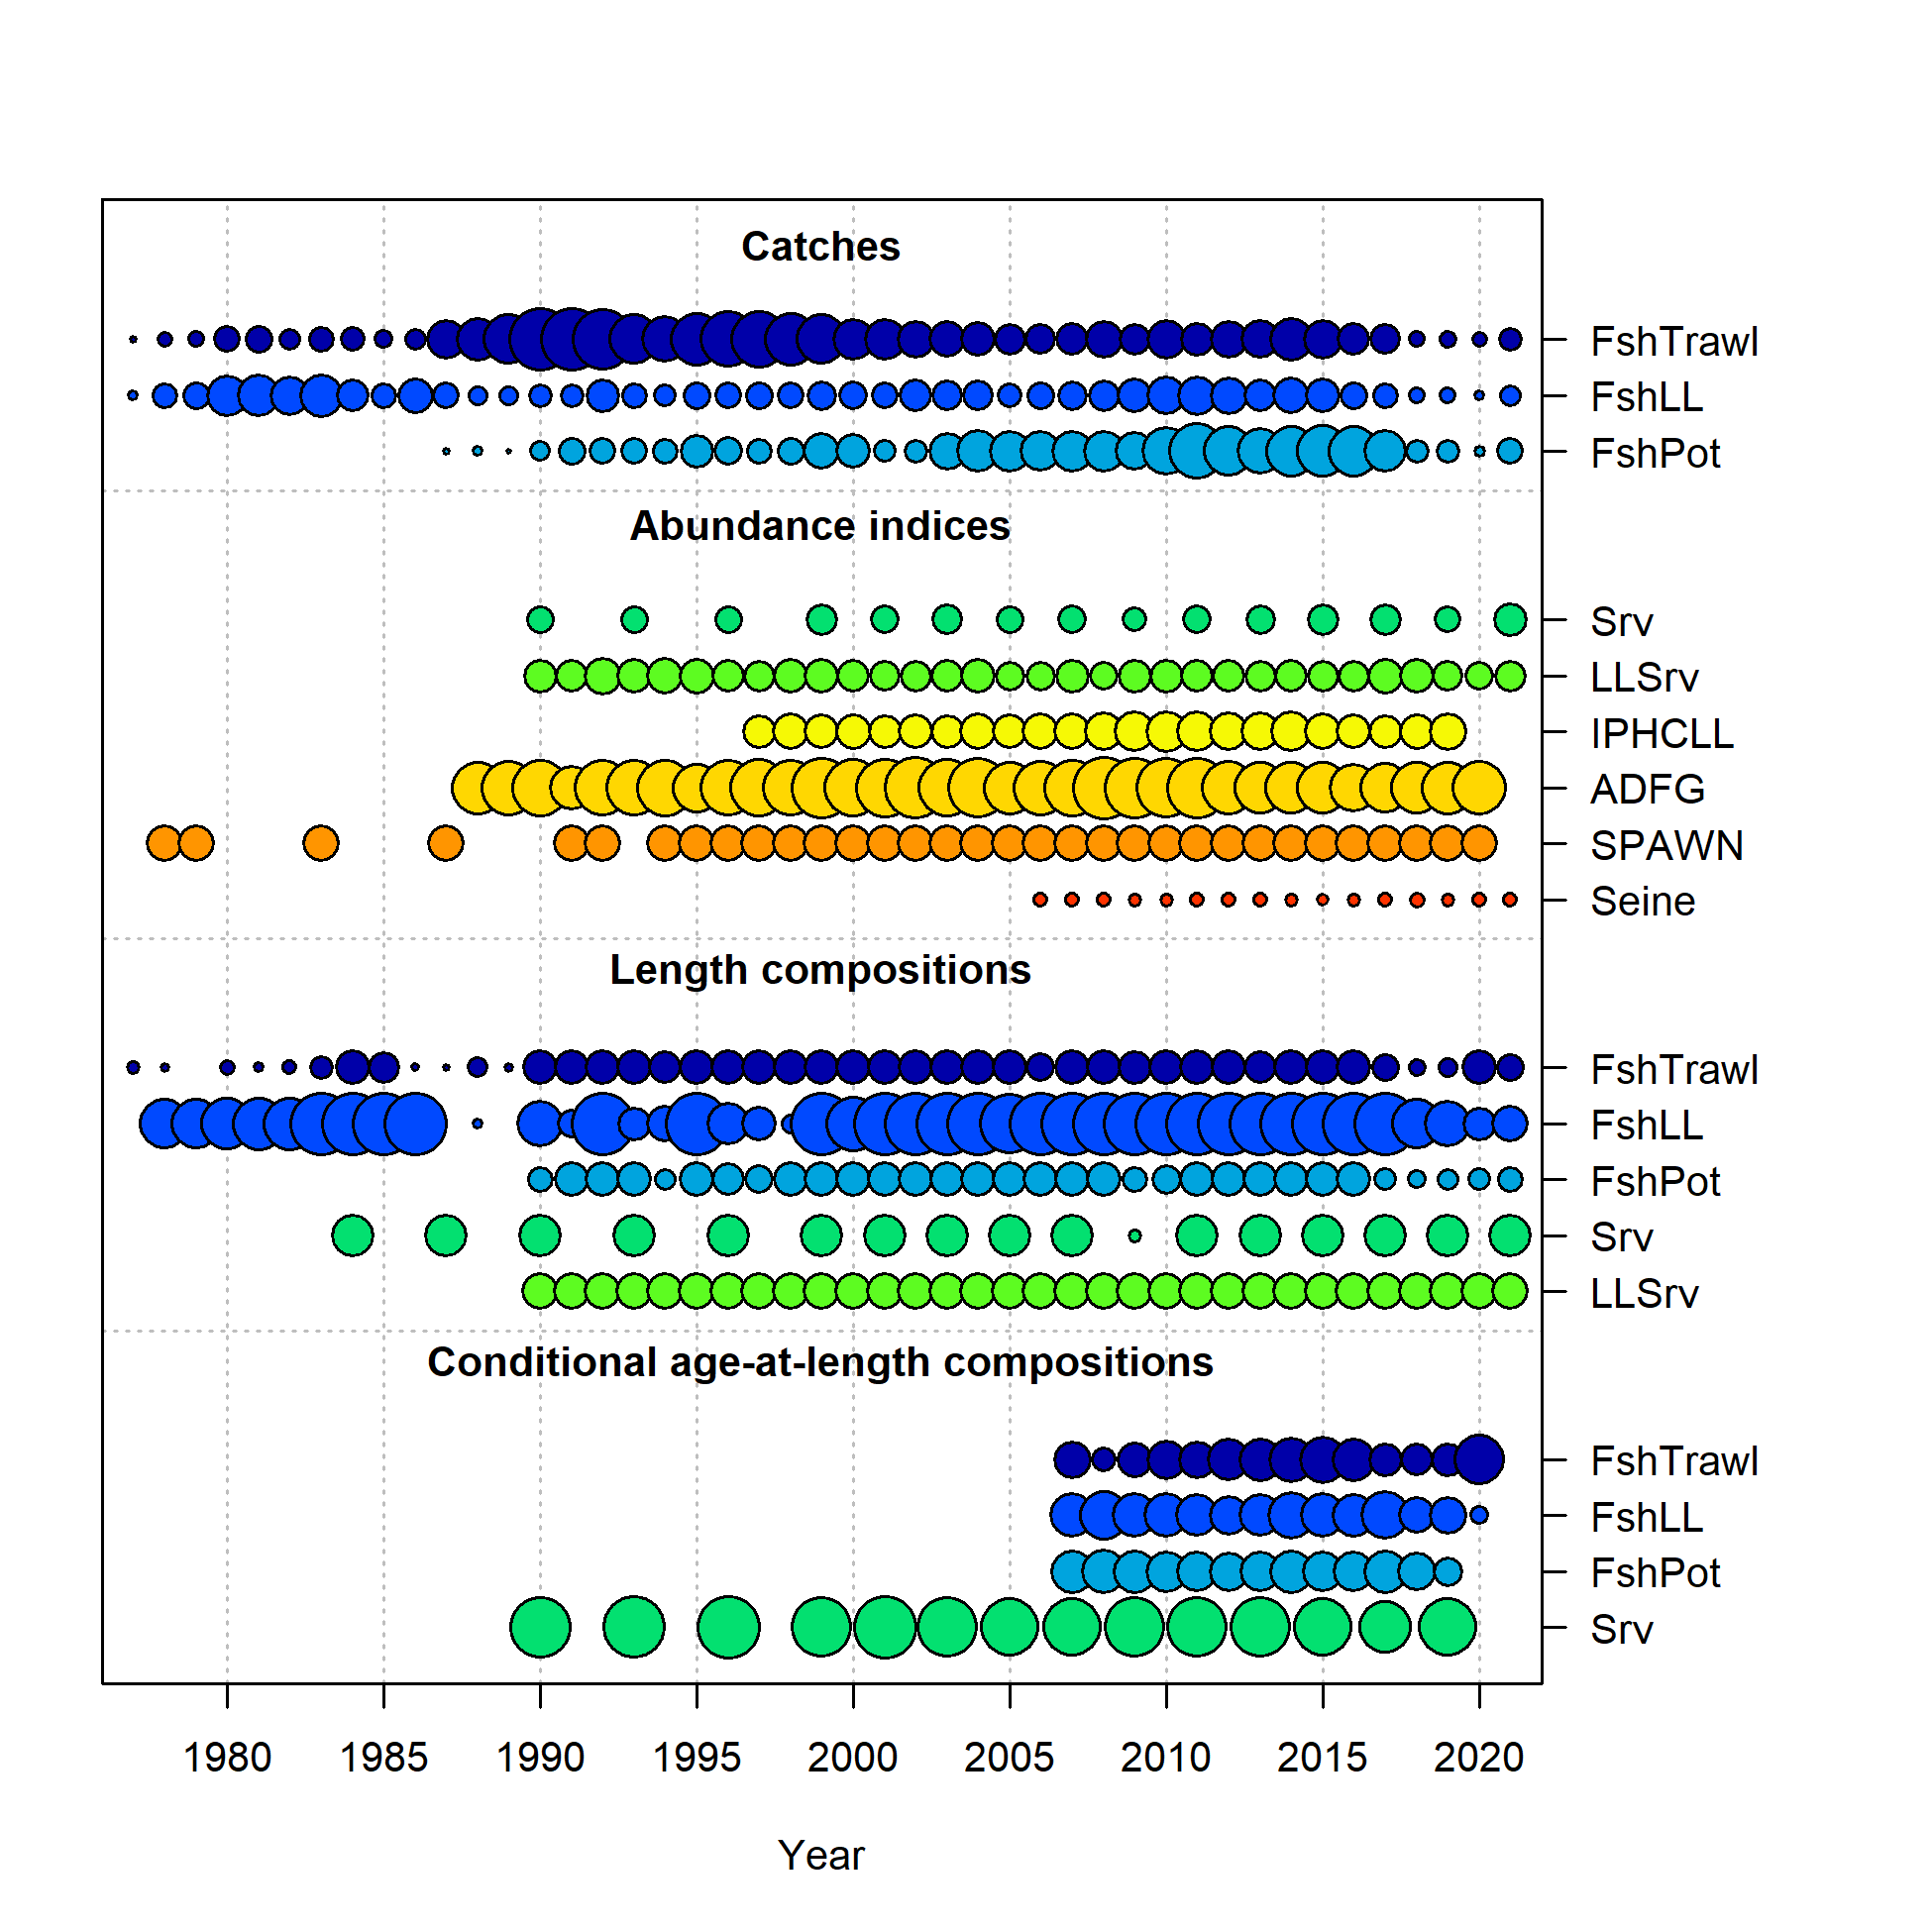 Catches
FshTrawl
FshLL
FshPot
Abundance indices
Srv
LLSrv
IPHCLL
ADFG
SPAWN
Seine
Length compositions
FshTrawl
FshLL
FshPot
Srv
LLSrv
Conditional age-at-length compositions
FshTrawl
FshLL
FshPot
Srv
1980 1985 1990 1995 2000 2005 2010 2015 2020
Year